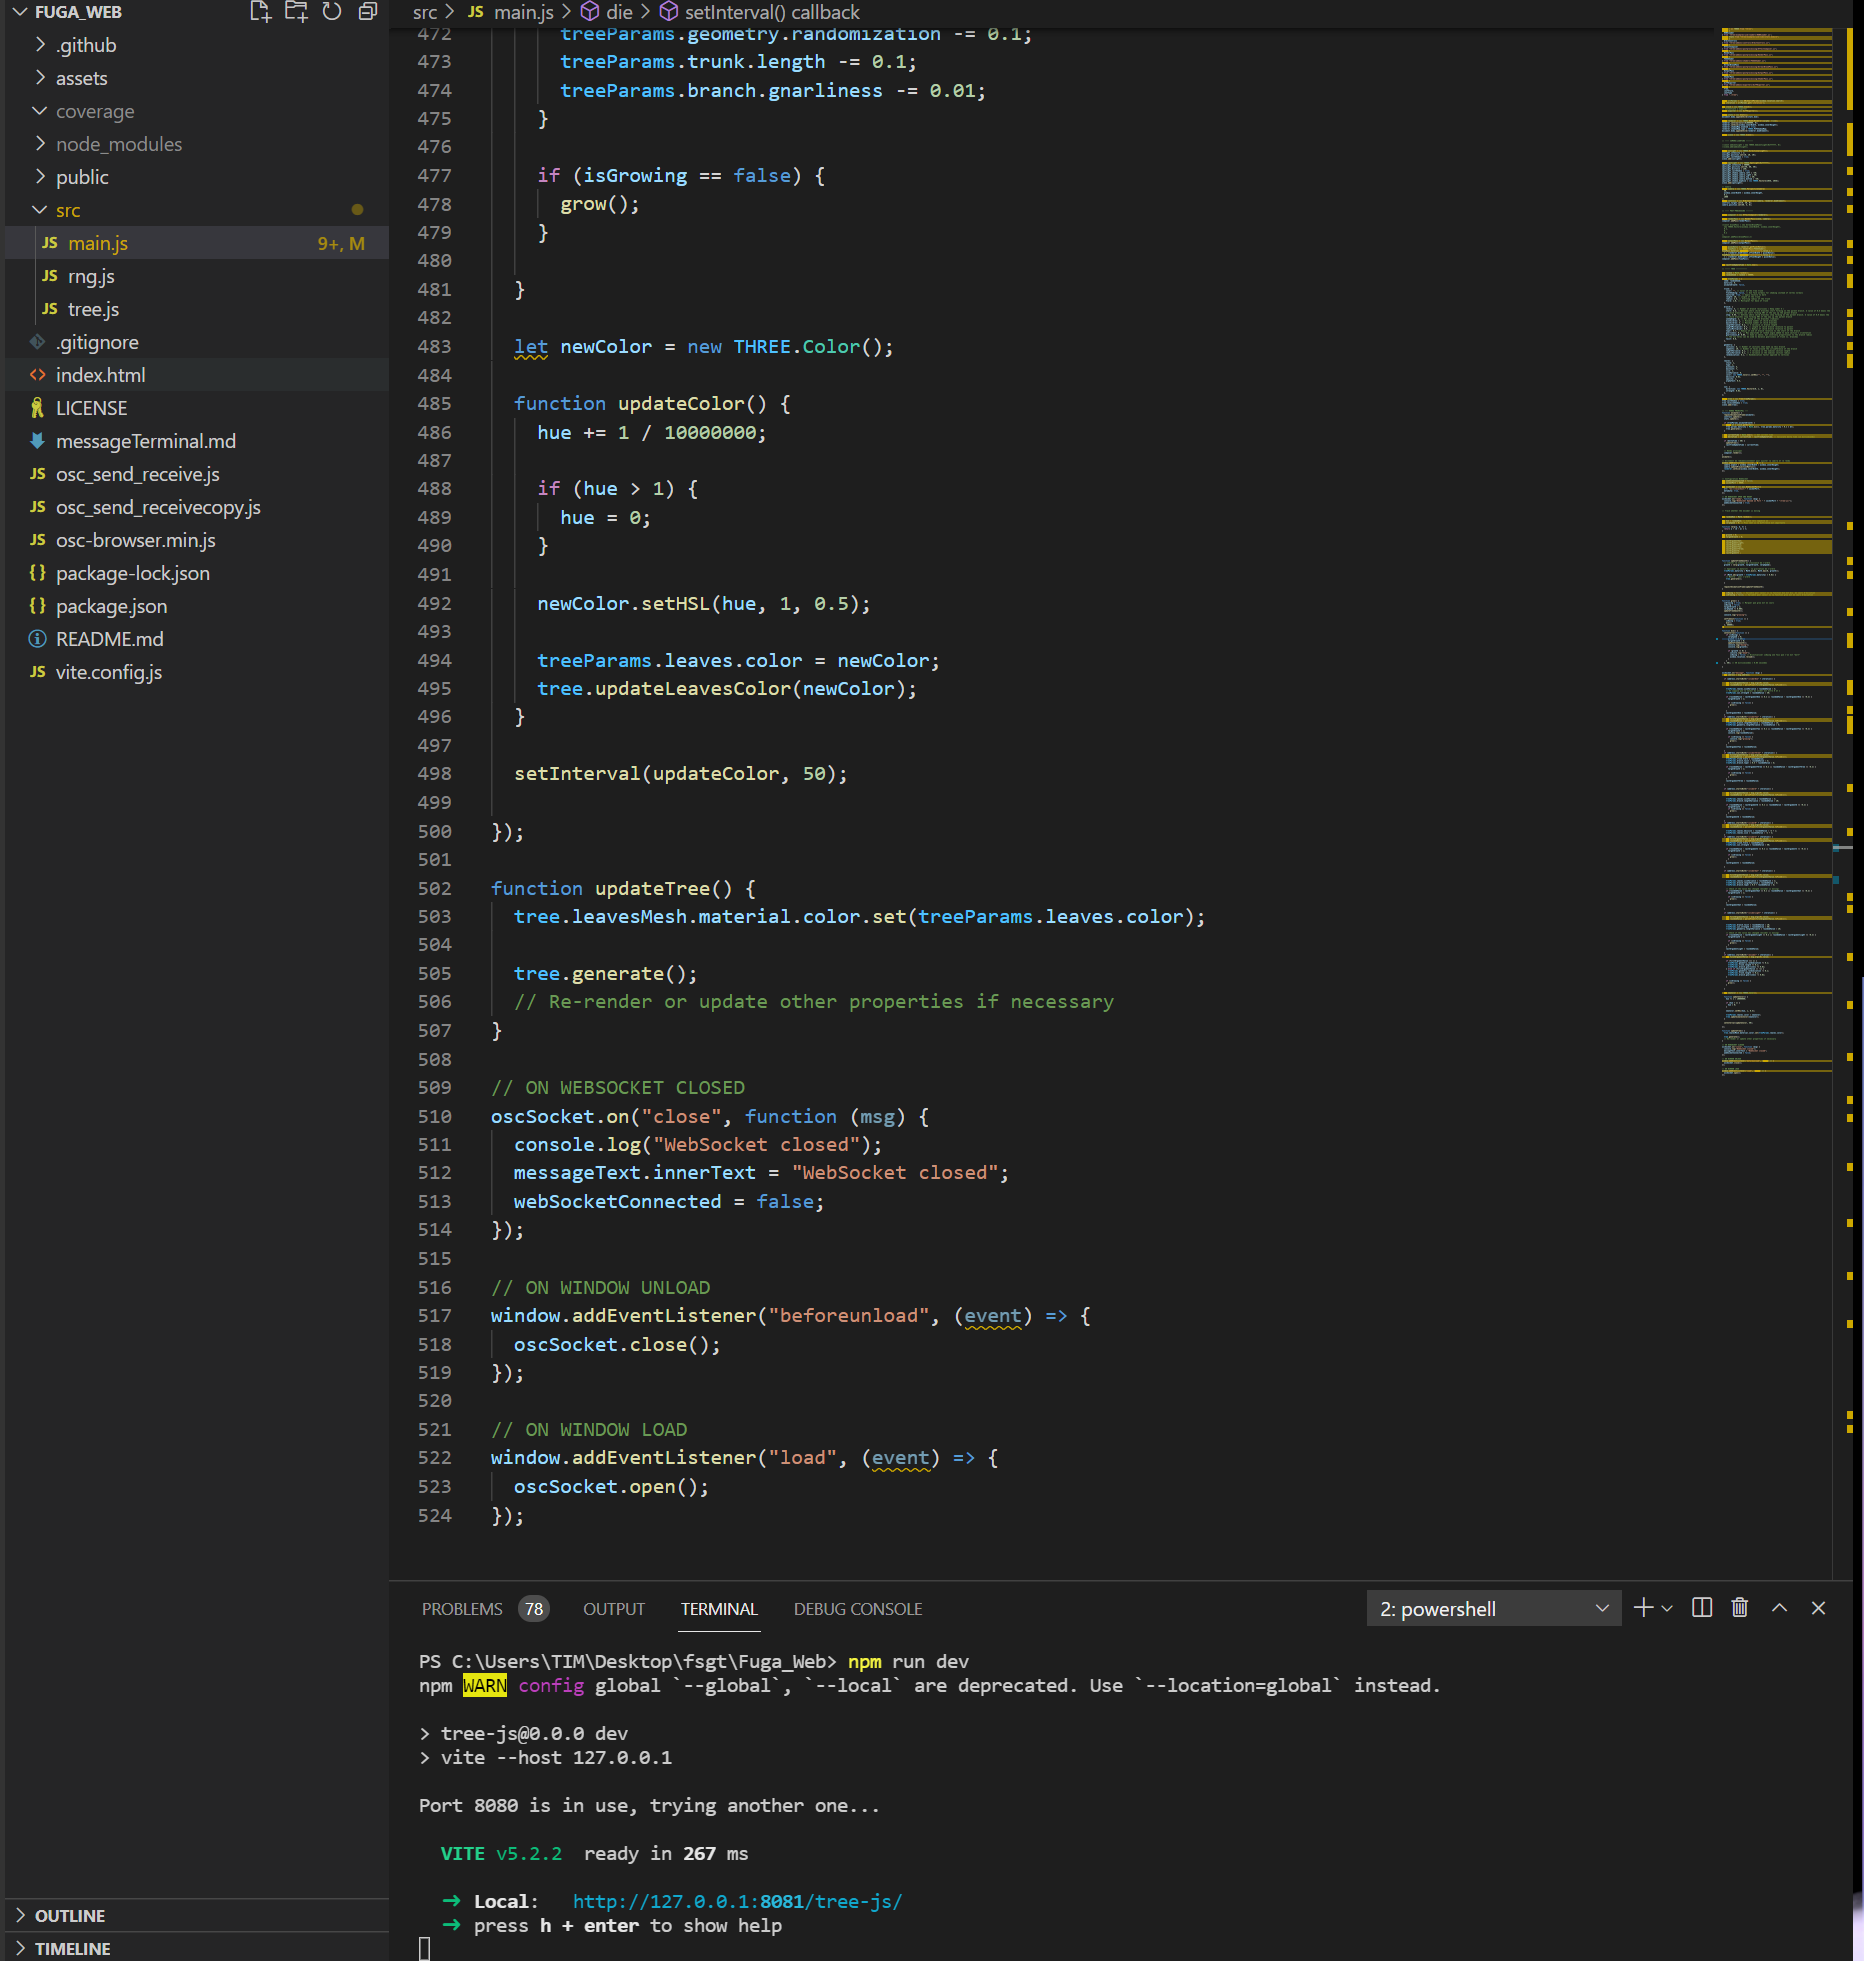 FUGA_WEB
.github
assets
coverage
node_modules
public
src
JS main.js 9+, M
JS rng.js
JS tree.js
.gitignore
<> index.html
LICENSE
messageTerminal.md
JS osc_send_receive.js
JS osc_send_receivecopy.js
JS osc-browser.min.js
{} package-lock.json
{} package.json
README.md
JS vite.config.js
OUTLINE
TIMELINE
src > JS main.js > die > setInterval() callback
472 treeParams.geometry.randomization -= 0.1;
473 treeParams.trunk.length -= 0.1;
474 treeParams.branch.gnarliness -= 0.01;
475 }
476
477 if (isGrowing == false) {
478 grow();
479 }
480
481 }
482
483 let newColor = new THREE.Color();
484
485 function updateColor() {
486 hue += 1 / 10000000;
487
488 if (hue > 1) {
489 hue = 0;
490 }
491
492 newColor.setHSL(hue, 1, 0.5);
493
494 treeParams.leaves.color = newColor;
495 tree.updateLeavesColor(newColor);
496 }
497
498 setInterval(updateColor, 50);
499
500 });
501
502 function updateTree() {
503 tree.leavesMesh.material.color.set(treeParams.leaves.color);
504
505 tree.generate();
506 // Re-render or update other properties if necessary
507 }
508
509 // ON WEBSOCKET CLOSED
510 oscSocket.on("close", function (msg) {
511 console.log("WebSocket closed");
512 messageText.innerText = "WebSocket closed";
513 webSocketConnected = false;
514 });
515
516 // ON WINDOW UNLOAD
517 window.addEventListener("beforeunload", (event) => {
518 oscSocket.close();
519 });
520
521 // ON WINDOW LOAD
522 window.addEventListener("load", (event) => {
523 oscSocket.open();
524 });
PROBLEMS 78 OUTPUT TERMINAL DEBUG CONSOLE 2: powershell
PS C:\Users\TIM\Desktop\fsgt\Fuga_Web> npm run dev
npm WARN config global `--global`, `--local` are deprecated. Use `--location=global` instead.
> tree-js@0.0.0 dev
> vite --host 127.0.0.1
Port 8080 is in use, trying another one...
VITE v5.2.2 ready in 267 ms
➜ Local: http://127.0.0.1:8081/tree-js/
➜ press h + enter to show help